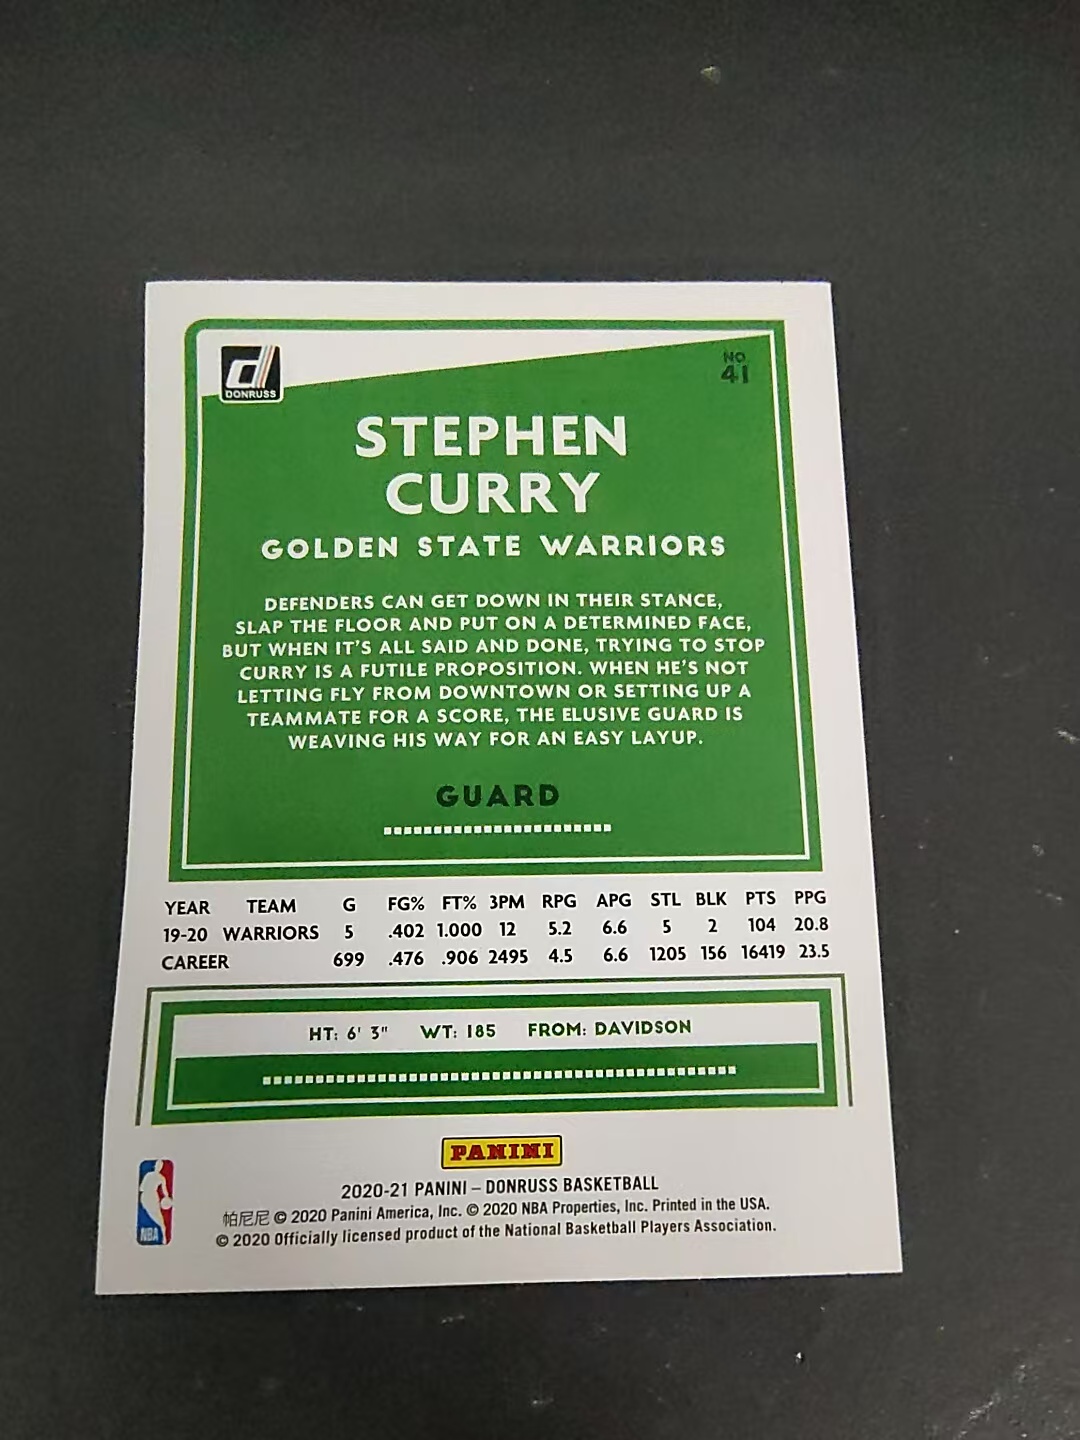 DONRUSS
NO
41
STEPHEN
CURRY
GOLDEN STATE WARRIORS
DEFENDERS CAN GET DOWN IN THEIR STANCE,
SLAP THE FLOOR AND PUT ON A DETERMINED FACE,
BUT WHEN IT'S ALL SAID AND DONE, TRYING TO STOP
CURRY IS A FUTILE PROPOSITION. WHEN HE'S NOT
LETTING FLY FROM DOWNTOWN OR SETTING UP A
TEAMMATE FOR A SCORE, THE ELUSIVE GUARD IS
WEAVING HIS WAY FOR AN EASY LAYUP.
GUARD
YEAR TEAM G FG% FT% 3PM RPG APG STL BLK PTS PPG
19-20 WARRIORS 5 .402 1.000 12 5.2 6.6 5 2 104 20.8
CAREER 699 .476 .906 2495 4.5 6.6 1205 156 16419 23.5
HT: 6' 3" WT: 185 FROM: DAVIDSON
PANINI
2020-21 PANINI – DONRUSS BASKETBALL
帕尼尼 © 2020 Panini America, Inc. © 2020 NBA Properties, Inc. Printed in the USA.
© 2020 Officially licensed product of the National Basketball Players Association.
NBA